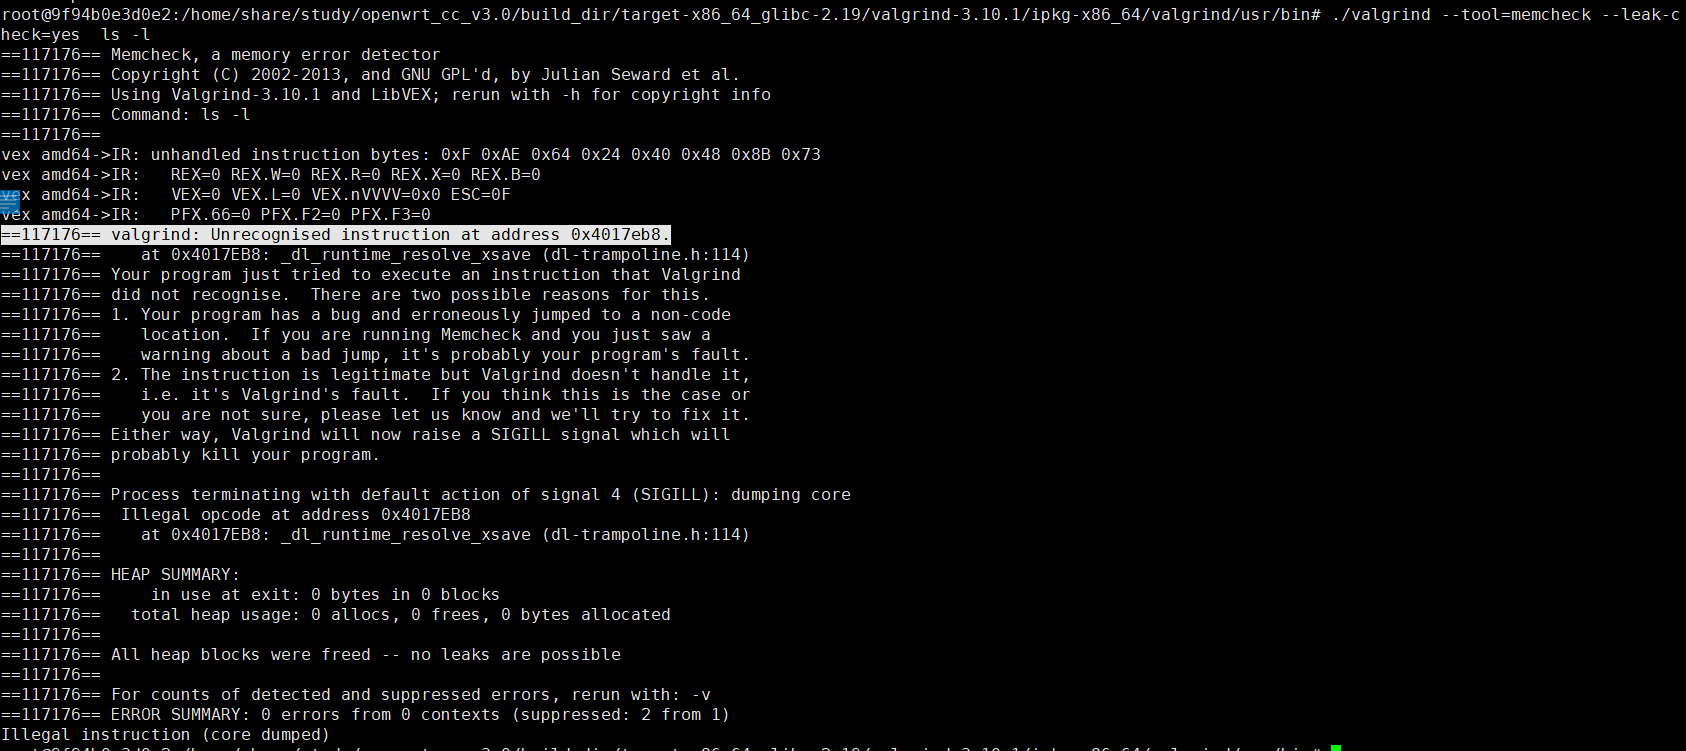 root@9f94b0e3d0e2:/home/share/study/openwrt_cc_v3.0/build_dir/target-x86_64_glibc-2.19/valgrind-3.10.1/ipkg-x86_64/valgrind/usr/bin# ./valgrind --tool=memcheck --leak-c
heck=yes  ls -l
==117176== Memcheck, a memory error detector
==117176== Copyright (C) 2002-2013, and GNU GPL'd, by Julian Seward et al.
==117176== Using Valgrind-3.10.1 and LibVEX; rerun with -h for copyright info
==117176== Command: ls -l
==117176==
vex amd64->IR: unhandled instruction bytes: 0xF 0xAE 0x64 0x24 0x40 0x48 0x8B 0x73
vex amd64->IR:   REX=0 REX.W=0 REX.R=0 REX.X=0 REX.B=0
vex amd64->IR:   VEX=0 VEX.L=0 VEX.nVVVV=0x0 ESC=0F
vex amd64->IR:   PFX.66=0 PFX.F2=0 PFX.F3=0
==117176== valgrind: Unrecognised instruction at address 0x4017eb8.
==117176==    at 0x4017EB8: _dl_runtime_resolve_xsave (dl-trampoline.h:114)
==117176== Your program just tried to execute an instruction that Valgrind
==117176== did not recognise.  There are two possible reasons for this.
==117176== 1. Your program has a bug and erroneously jumped to a non-code
==117176==    location.  If you are running Memcheck and you just saw a
==117176==    warning about a bad jump, it's probably your program's fault.
==117176== 2. The instruction is legitimate but Valgrind doesn't handle it,
==117176==    i.e. it's Valgrind's fault.  If you think this is the case or
==117176==    you are not sure, please let us know and we'll try to fix it.
==117176== Either way, Valgrind will now raise a SIGILL signal which will
==117176== probably kill your program.
==117176==
==117176== Process terminating with default action of signal 4 (SIGILL): dumping core
==117176==  Illegal opcode at address 0x4017EB8
==117176==    at 0x4017EB8: _dl_runtime_resolve_xsave (dl-trampoline.h:114)
==117176==
==117176== HEAP SUMMARY:
==117176==     in use at exit: 0 bytes in 0 blocks
==117176==   total heap usage: 0 allocs, 0 frees, 0 bytes allocated
==117176==
==117176== All heap blocks were freed -- no leaks are possible
==117176==
==117176== For counts of detected and suppressed errors, rerun with: -v
==117176== ERROR SUMMARY: 0 errors from 0 contexts (suppressed: 2 from 1)
Illegal instruction (core dumped)